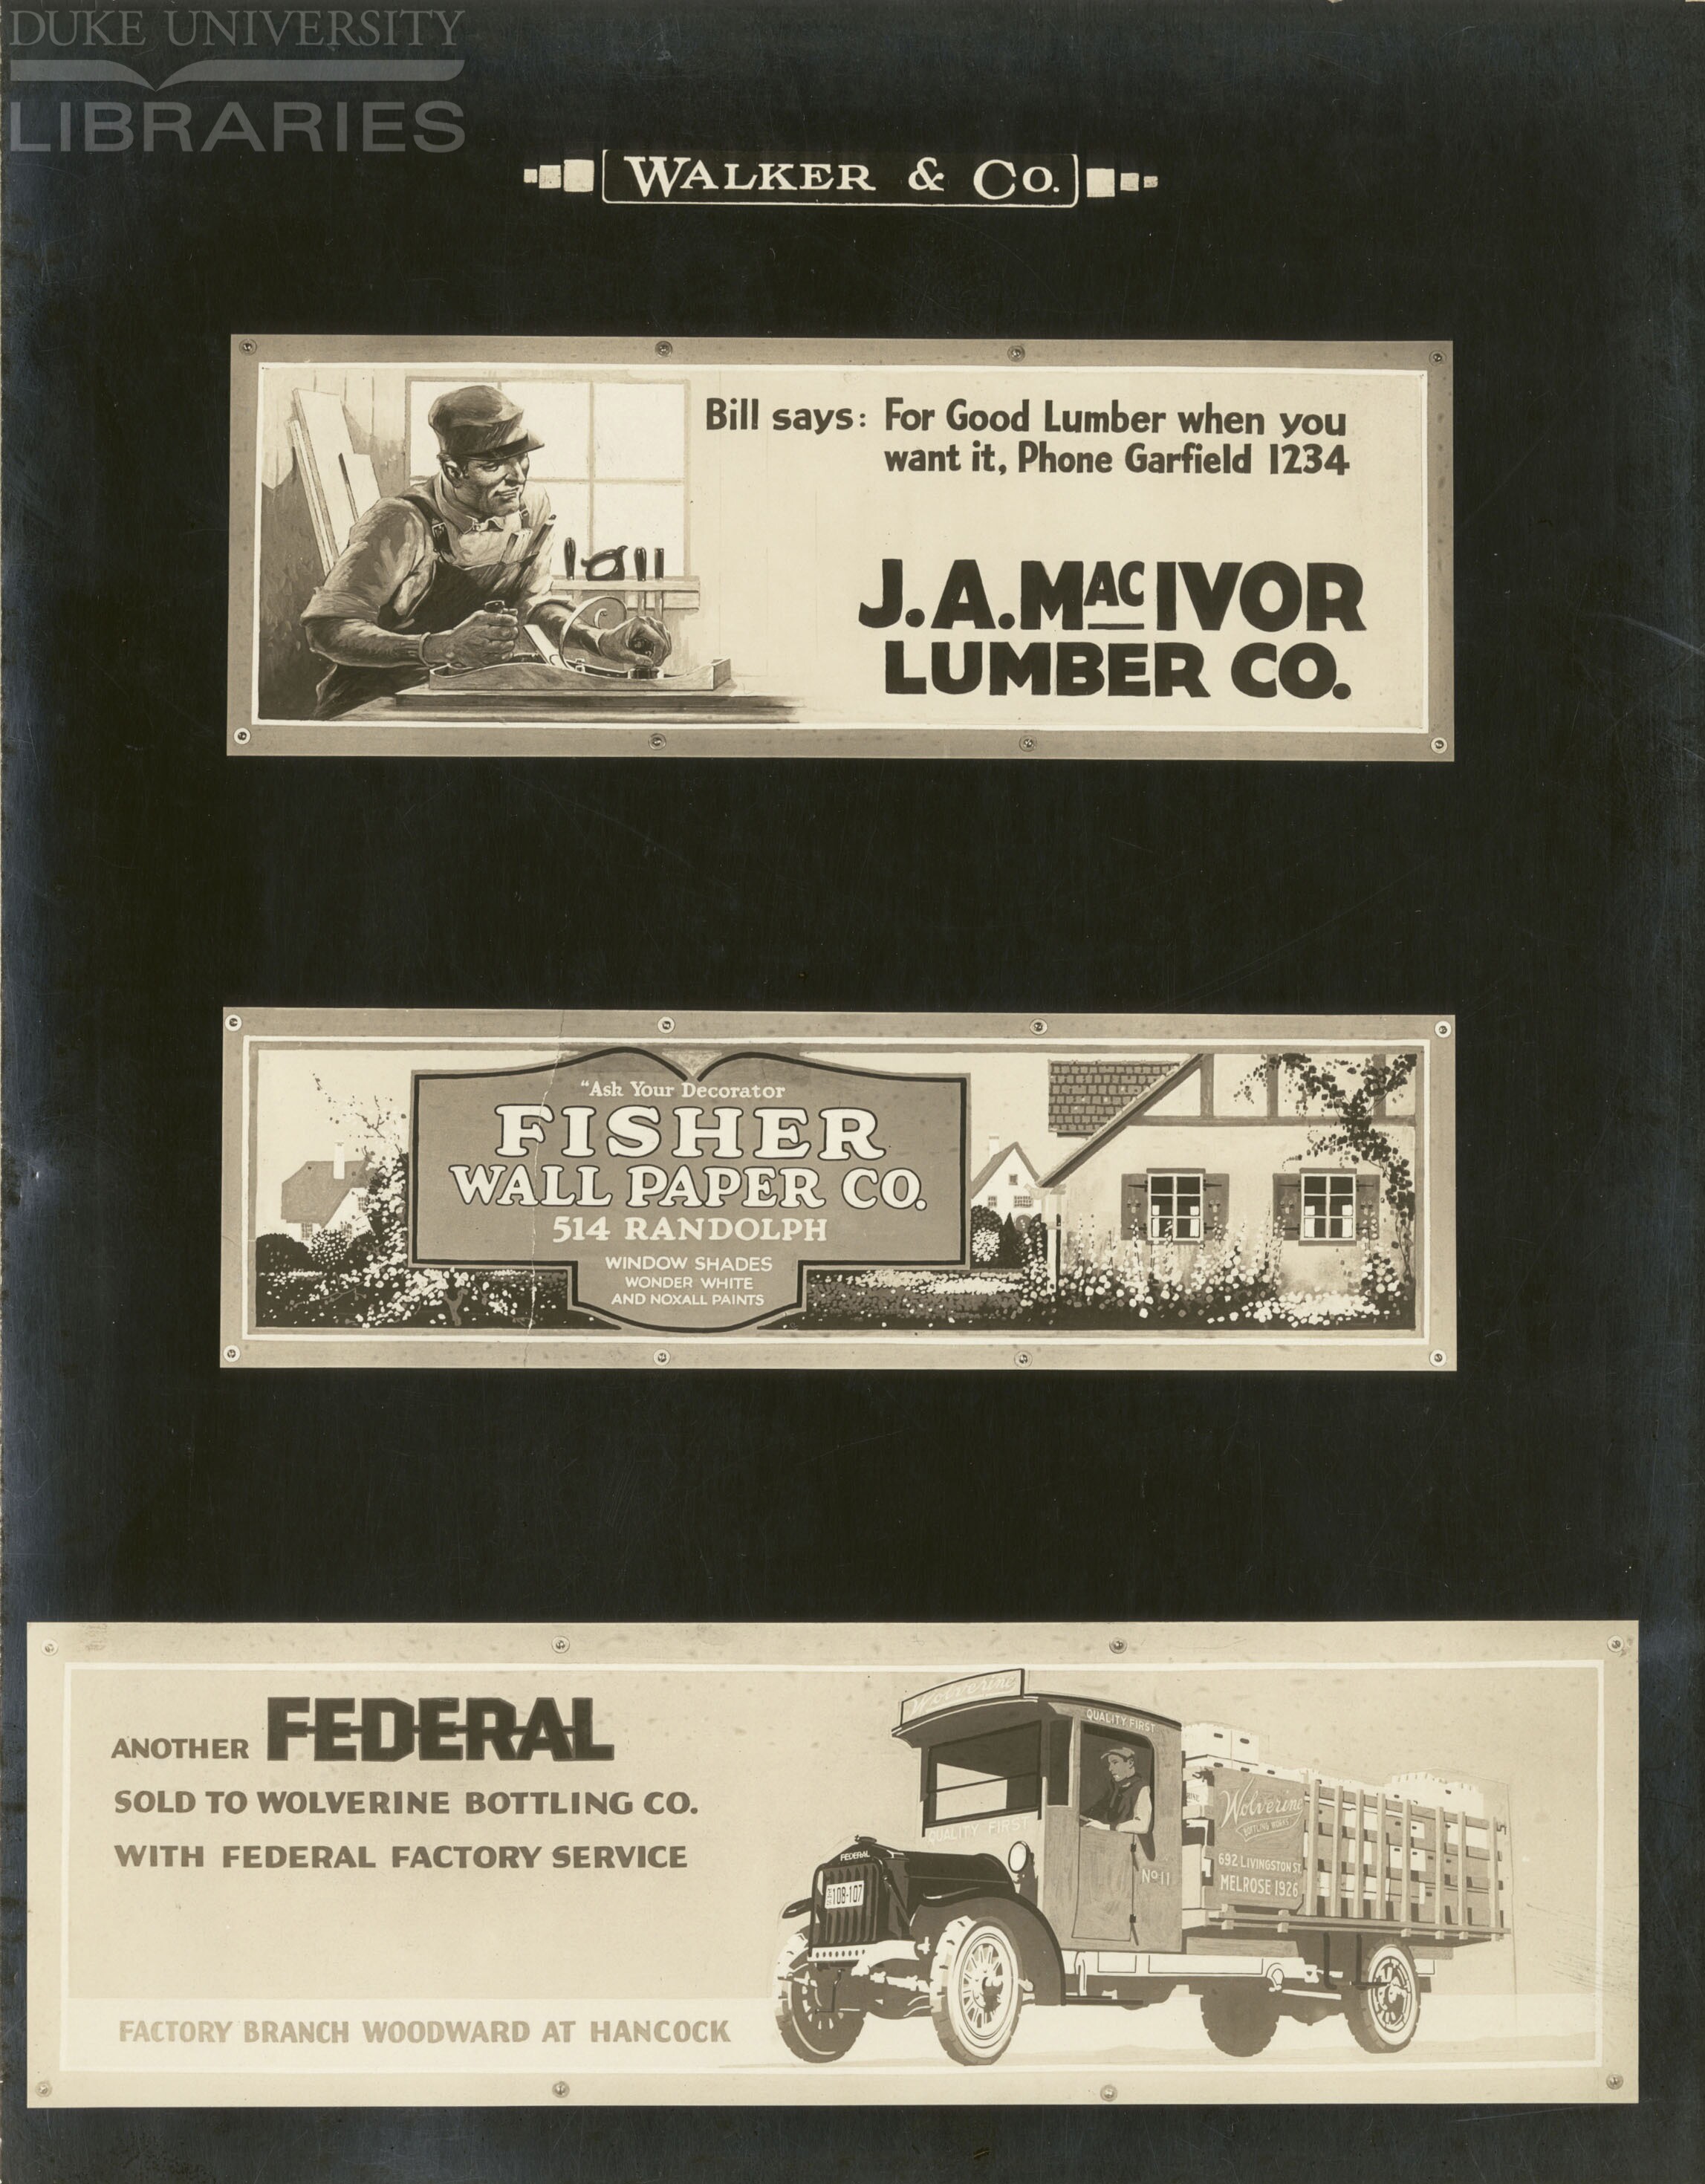 DUKE UNIVERSITY
LIBRARIES
WALKER & CO.
Bill says: For Good Lumber when you
want it, Phone Garfield 1234
J.A. MAC IVOR
LUMBER CO.
"Ask Your Decorator
FISHER
WALL PAPER CO.
514 RANDOLPH
WINDOW SHADES
WONDER WHITE
AND NOXALL PAINTS
ANOTHER FEDERAL
SOLD TO WOLVERINE BOTTLING CO.
WITH FEDERAL FACTORY SERVICE
FACTORY BRANCH WOODWARD AT HANCOCK
Wolverine
QUALITY FIRST
QUALITY FIRST
FEDERAL
108-107
No 11
Wolverine
BOTTLING WORKS
692 LIVINGSTON ST.
MELROSE 1926